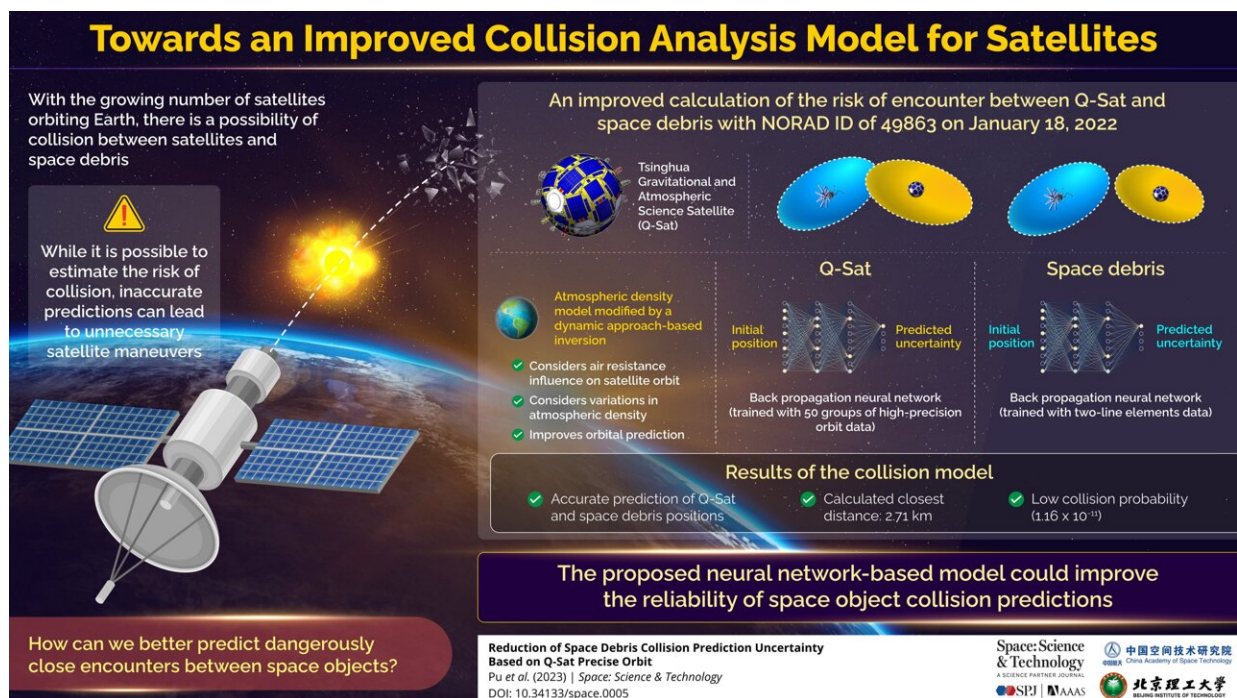 Towards an Improved Collision Analysis Model for Satellites
With the growing number of satellites
orbiting Earth, there is a possibility of
collision between satellites and
space debris
While it is possible to
estimate the risk of
collision, inaccurate
predictions can lead
to unnecessary
satellite maneuvers
How can we better predict dangerously
close encounters between space objects?
An improved calculation of the risk of encounter between Q-Sat and
space debris with NORAD ID of 49863 on January 18, 2022
Tsinghua
Gravitational and
Atmospheric
Science Satellite
(Q-Sat)
Atmospheric density
model modified by a
dynamic approach-based
inversion
Considers air resistance
influence on satellite orbit
Considers variations in
atmospheric density
Improves orbital prediction
Q-Sat
Initial
position
Predicted
uncertainty
Back propagation neural network
(trained with 50 groups of high-precision
orbit data)
Space debris
Initial
position
Predicted
uncertainty
Back propagation neural network
(trained with two-line elements data)
Results of the collision model
Accurate prediction of Q-Sat
and space debris positions
Calculated closest
distance: 2.71 km
Low collision probability
(1.16 x 10⁻¹¹)
The proposed neural network-based model could improve
the reliability of space object collision predictions
Reduction of Space Debris Collision Prediction Uncertainty
Based on Q-Sat Precise Orbit
Pu et al. (2023) | Space: Science & Technology
DOI: 10.34133/space.0005
Space: Science
& Technology
A SCIENCE PARTNER JOURNAL
SPJ AAAS
中国航天
中国空间技术研究院
China Academy of Space Technology
北京理工大学
BEIJING INSTITUTE OF TECHNOLOGY